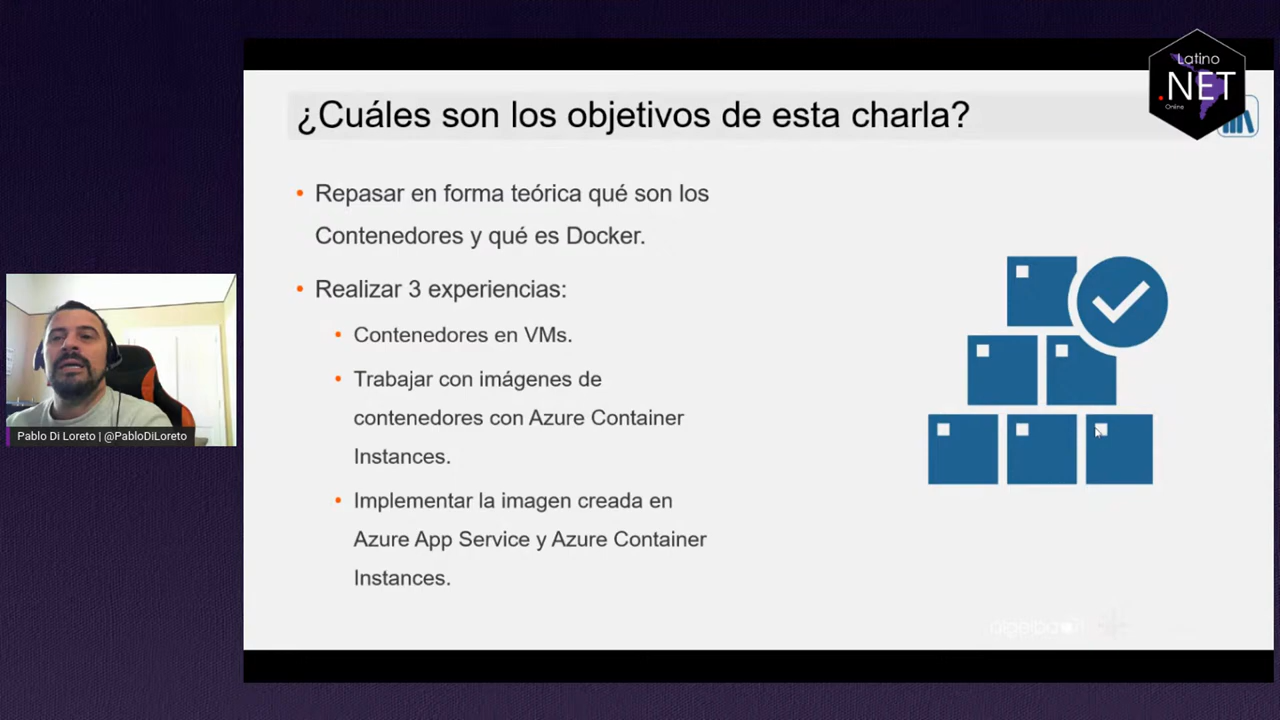 Latino
.NET
Online
¿Cuáles son los objetivos de esta charla?
• Repasar en forma teórica qué son los
Contenedores y qué es Docker.
• Realizar 3 experiencias:
• Contenedores en VMs.
• Trabajar con imágenes de
contenedores con Azure Container
Instances.
• Implementar la imagen creada en
Azure App Service y Azure Container
Instances.
Pablo Di Loreto | @PabloDiLoreto